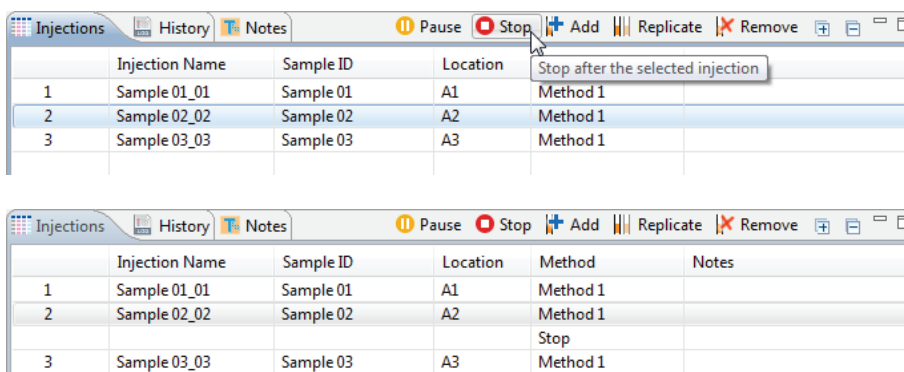 Injections History Notes Pause Stop Add Replicate Remove
Injection Name Sample ID Location
Stop after the selected injection
1 Sample 01_01 Sample 01 A1 Method 1
2 Sample 02_02 Sample 02 A2 Method 1
3 Sample 03_03 Sample 03 A3 Method 1
Injections History Notes Pause Stop Add Replicate Remove
Injection Name Sample ID Location Method Notes
1 Sample 01_01 Sample 01 A1 Method 1
2 Sample 02_02 Sample 02 A2 Method 1
Stop
3 Sample 03_03 Sample 03 A3 Method 1